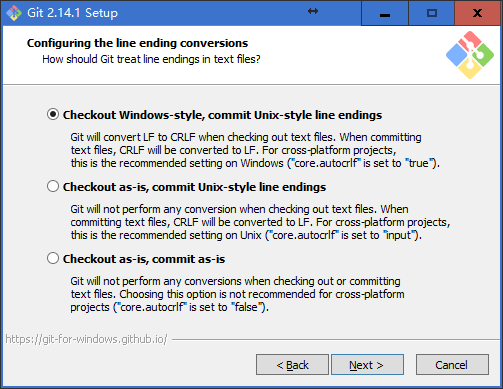 Git 2.14.1 Setup
Configuring the line ending conversions
How should Git treat line endings in text files?
Checkout Windows-style, commit Unix-style line endings
Git will convert LF to CRLF when checking out text files. When committing
text files, CRLF will be converted to LF. For cross-platform projects,
this is the recommended setting on Windows ("core.autocrlf" is set to "true").
Checkout as-is, commit Unix-style line endings
Git will not perform any conversion when checking out text files. When
committing text files, CRLF will be converted to LF. For cross-platform projects,
this is the recommended setting on Unix ("core.autocrlf" is set to "input").
Checkout as-is, commit as-is
Git will not perform any conversions when checking out or committing
text files. Choosing this option is not recommended for cross-platform
projects ("core.autocrlf" is set to "false").
https://git-for-windows.github.io/
< Back
Next >
Cancel